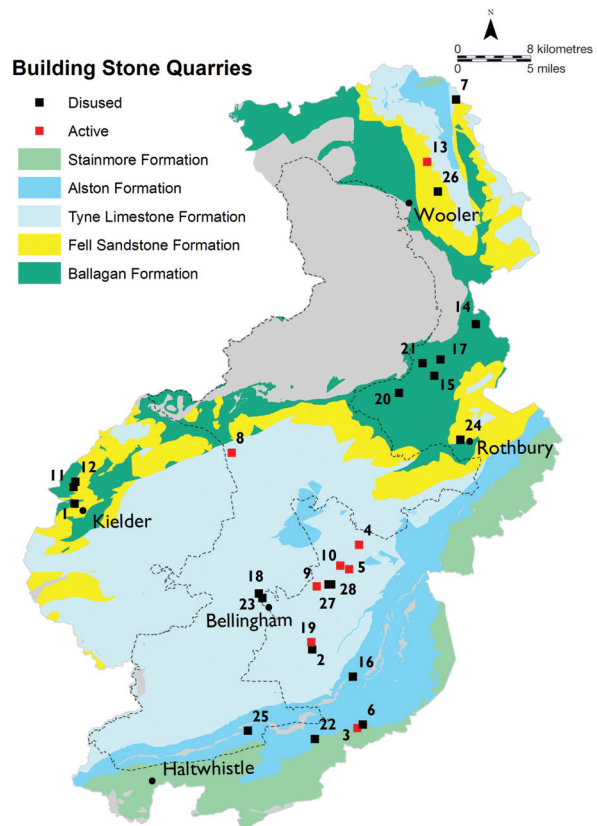 N
0 8 kilometres
0 5 miles
Building Stone Quarries
Disused
Active
Stainmore Formation
Alston Formation
Tyne Limestone Formation
Fell Sandstone Formation
Ballagan Formation
7
13
26
Wooler
14
21 17
15
20
24
Rothbury
8
11 12
1
Kielder
4
10
5
9
28
27
18
23
Bellingham
19
2
16
25
22
6
3
Haltwhistle